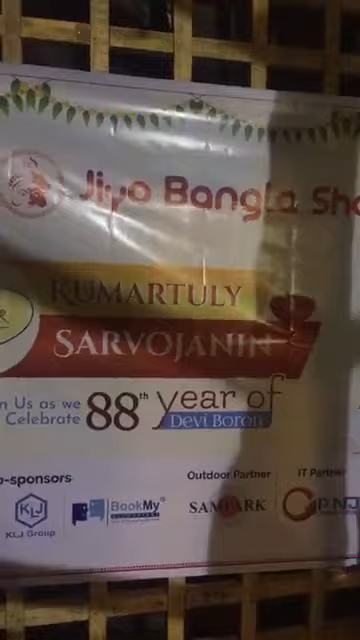 Jiyo Bangla Sha
KUMARTULY
SARVOJANIN
n Us as we
Celebrate
88th year of
Devi Boron
o-sponsors
Outdoor Partner
IT Partner
KLJ
KLJ Group
BookMy
SAMPARK